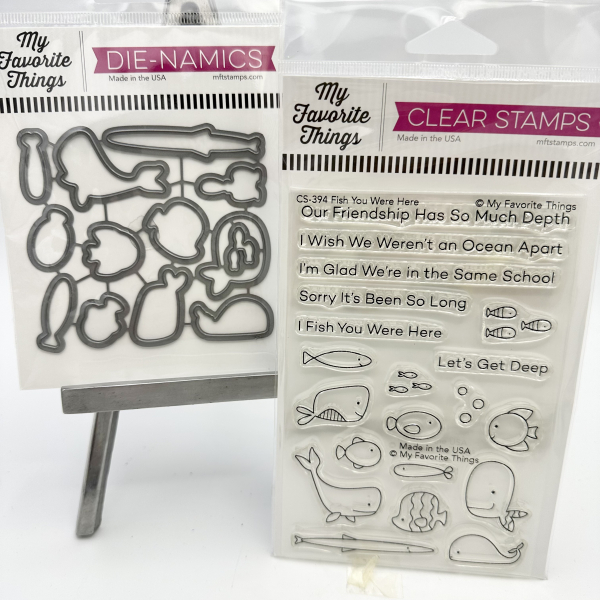 My
Favorite
Things
DIE-NAMICS
Made in the USA
mftstamps.com
My
Favorite
Things
CLEAR STAMPS
Made in the USA
mftstamps.com
CS-394 Fish You Were Here
© My Favorite Things
Our Friendship Has So Much Depth
I Wish We Weren't an Ocean Apart
I'm Glad We're in the Same School
Sorry It's Been So Long
I Fish You Were Here
Let's Get Deep
Made in the USA
© My Favorite Things